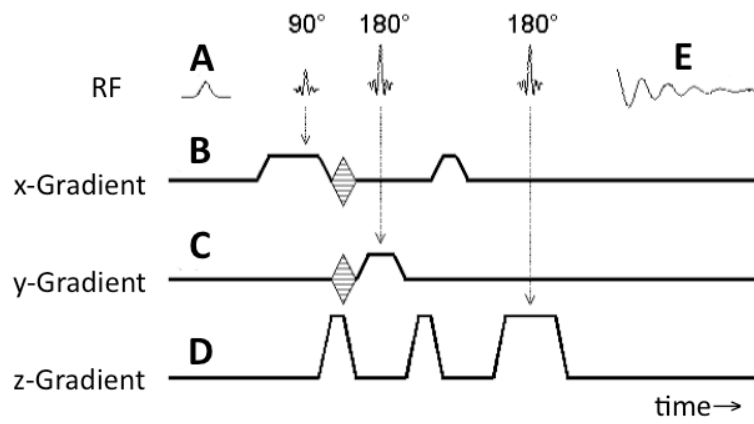 90° 180° 180°
A E
RF
B
x-Gradient
C
y-Gradient
D
z-Gradient
time→